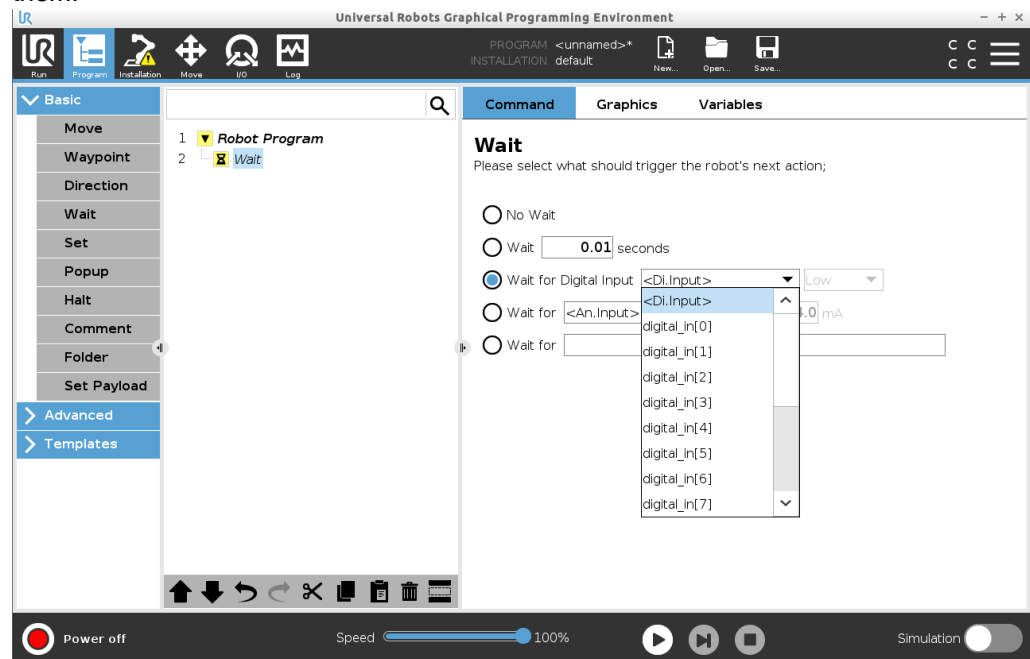 Universal Robots Graphical Programming Environment
PROGRAM <unnamed>*
INSTALLATION default
Run Program Installation Move I/O Log New... Open... Save...
C C
C C
Basic
Move
Waypoint
Direction
Wait
Set
Popup
Halt
Comment
Folder
Set Payload
Advanced
Templates
1 Robot Program
2 Wait
Command Graphics Variables
Wait
Please select what should trigger the robot's next action;
No Wait
Wait 0.01 seconds
Wait for Digital Input <Di.Input> Low
Wait for <An.Input> .0 mA
Wait for
<Di.Input>
digital_in[0]
digital_in[1]
digital_in[2]
digital_in[3]
digital_in[4]
digital_in[5]
digital_in[6]
digital_in[7]
Power off
Speed 100%
Simulation